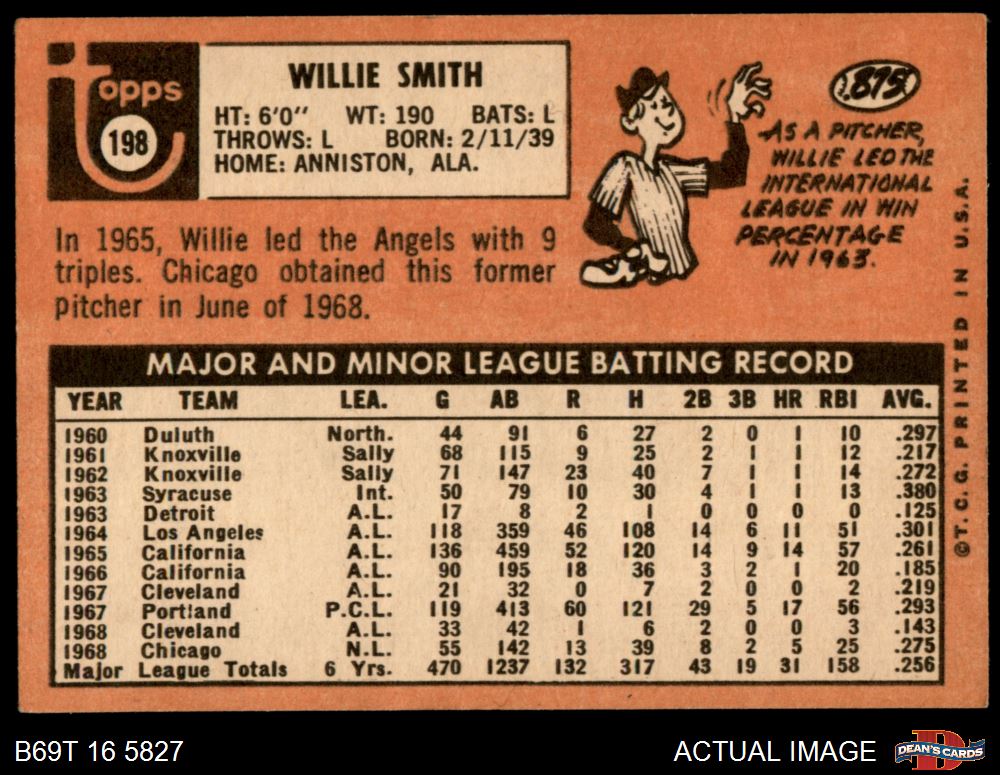 topps
198
WILLIE SMITH
HT: 6'0" WT: 190 BATS: L
THROWS: L BORN: 2/11/39
HOME: ANNISTON, ALA.
In 1965, Willie led the Angels with 9
triples. Chicago obtained this former
pitcher in June of 1968.
.875
AS A PITCHER,
WILLIE LED THE
INTERNATIONAL
LEAGUE IN WIN
PERCENTAGE
IN 1963.
MAJOR AND MINOR LEAGUE BATTING RECORD
YEAR TEAM LEA. G AB R H 2B 3B HR RBI AVG.
1960 Duluth North. 44 91 6 27 2 0 1 10 .297
1961 Knoxville Sally 68 115 9 25 2 1 1 12 .217
1962 Knoxville Sally 71 147 23 40 7 1 1 14 .272
1963 Syracuse Int. 50 79 10 30 4 1 1 13 .380
1963 Detroit A.L. 17 8 2 1 0 0 0 0 .125
1964 Los Angeles A.L. 118 359 46 108 14 6 11 51 .301
1965 California A.L. 136 459 52 120 14 9 14 57 .261
1966 California A.L. 90 195 18 36 3 2 1 20 .185
1967 Cleveland A.L. 21 32 0 7 2 0 0 2 .219
1967 Portland P.C.L. 119 413 60 121 29 5 17 56 .293
1968 Cleveland A.L. 33 42 1 6 2 0 0 3 .143
1968 Chicago N.L. 55 142 13 39 8 2 5 25 .275
Major League Totals 6 Yrs. 470 1237 132 317 43 19 31 158 .256
©T.C.G. PRINTED IN U.S.A.
B69T 16 5827
ACTUAL IMAGE
DEAN'S CARDS